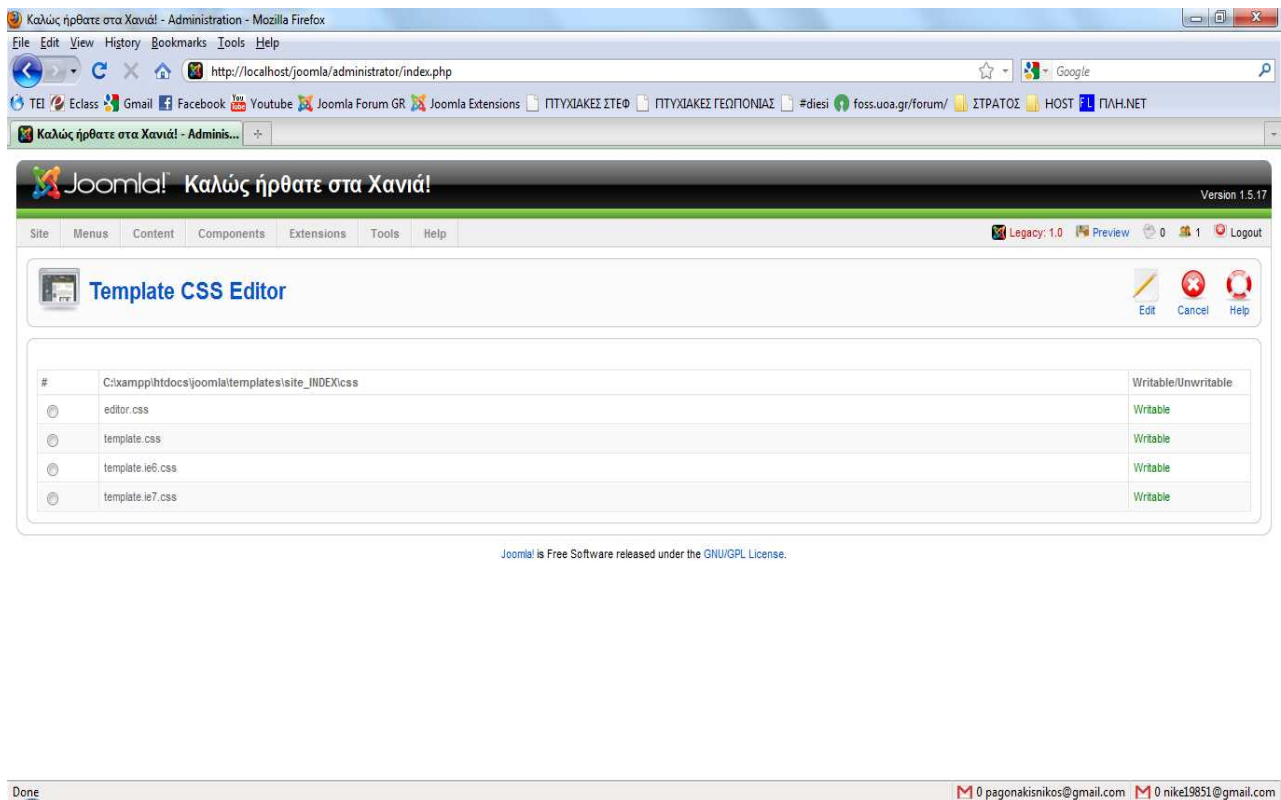 Καλώς ήρθατε στα Χανιά! - Administration - Mozilla Firefox
File Edit View History Bookmarks Tools Help
http://localhost/joomla/administrator/index.php Google
TEI Eclass Gmail Facebook Youtube Joomla Forum GR Joomla Extensions ΠΤΥΧΙΑΚΕΣ ΣΤΕΦ ΠΤΥΧΙΑΚΕΣ ΓΕΩΠΟΝΙΑΣ #diesi foss.uoa.gr/forum/ ΣΤΡΑΤΟΣ HOST ΠΛΗ.ΝΕΤ
Καλώς ήρθατε στα Χανιά! - Adminis...
Joomla! Καλώς ήρθατε στα Χανιά!
Version 1.5.17
Site Menus Content Components Extensions Tools Help Legacy: 1.0 Preview 0 1 Logout
Template CSS Editor
Edit Cancel Help
# C:\xampp\htdocs\joomla\templates\site_INDEX\css Writable/Unwritable
editor.css Writable
template.css Writable
template.ie6.css Writable
template.ie7.css Writable
Joomla! is Free Software released under the GNU/GPL License.
Done 0 pagonakisnikos@gmail.com 0 nike19851@gmail.com